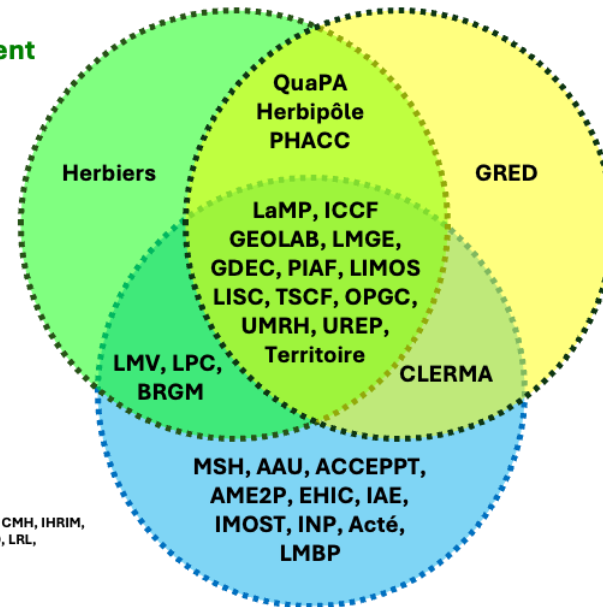 ent
QuaPA
Herbipôle
PHACC
Herbiers
GRED
LaMP, ICCF
GEOLAB, LMGE,
GDEC, PIAF, LIMOS
LISC, TSCF, OPGC,
UMRH, UREP,
Territoire
LMV, LPC,
BRGM
CLERMA
MSH, AAU, ACCEPPT,
AME2P, EHIC, IAE,
IMOST, INP, Acté,
LMBP
CMH, IHRIM,
, LRL,